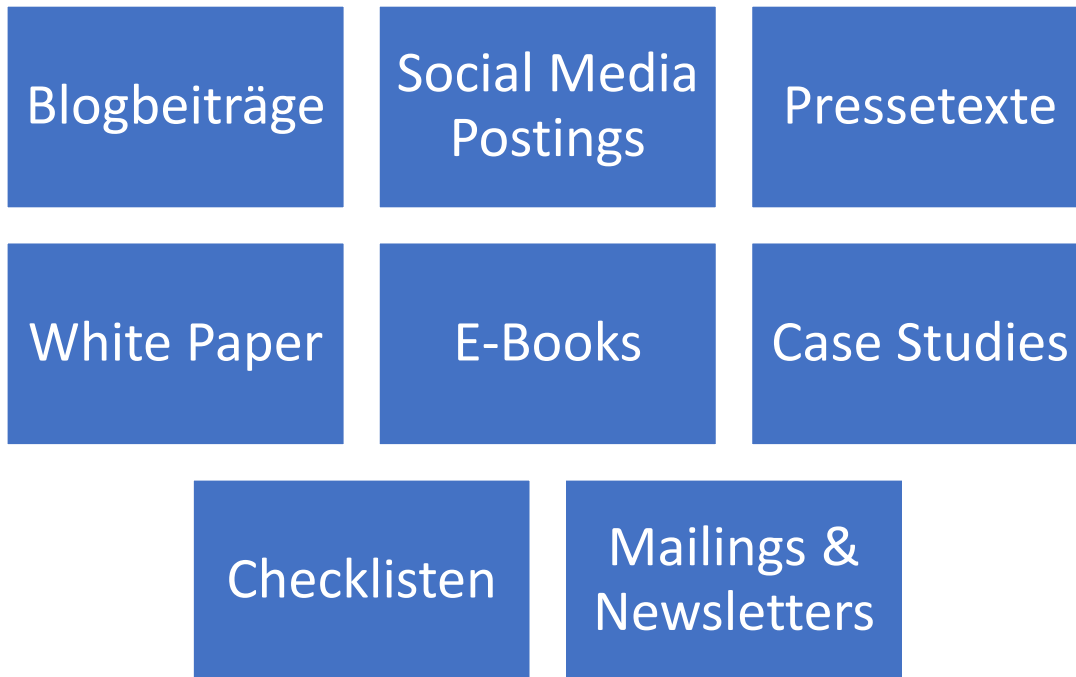 Blogbeiträge
Social Media
Postings
Pressetexte
White Paper
E-Books
Case Studies
Checklisten
Mailings &
Newsletters